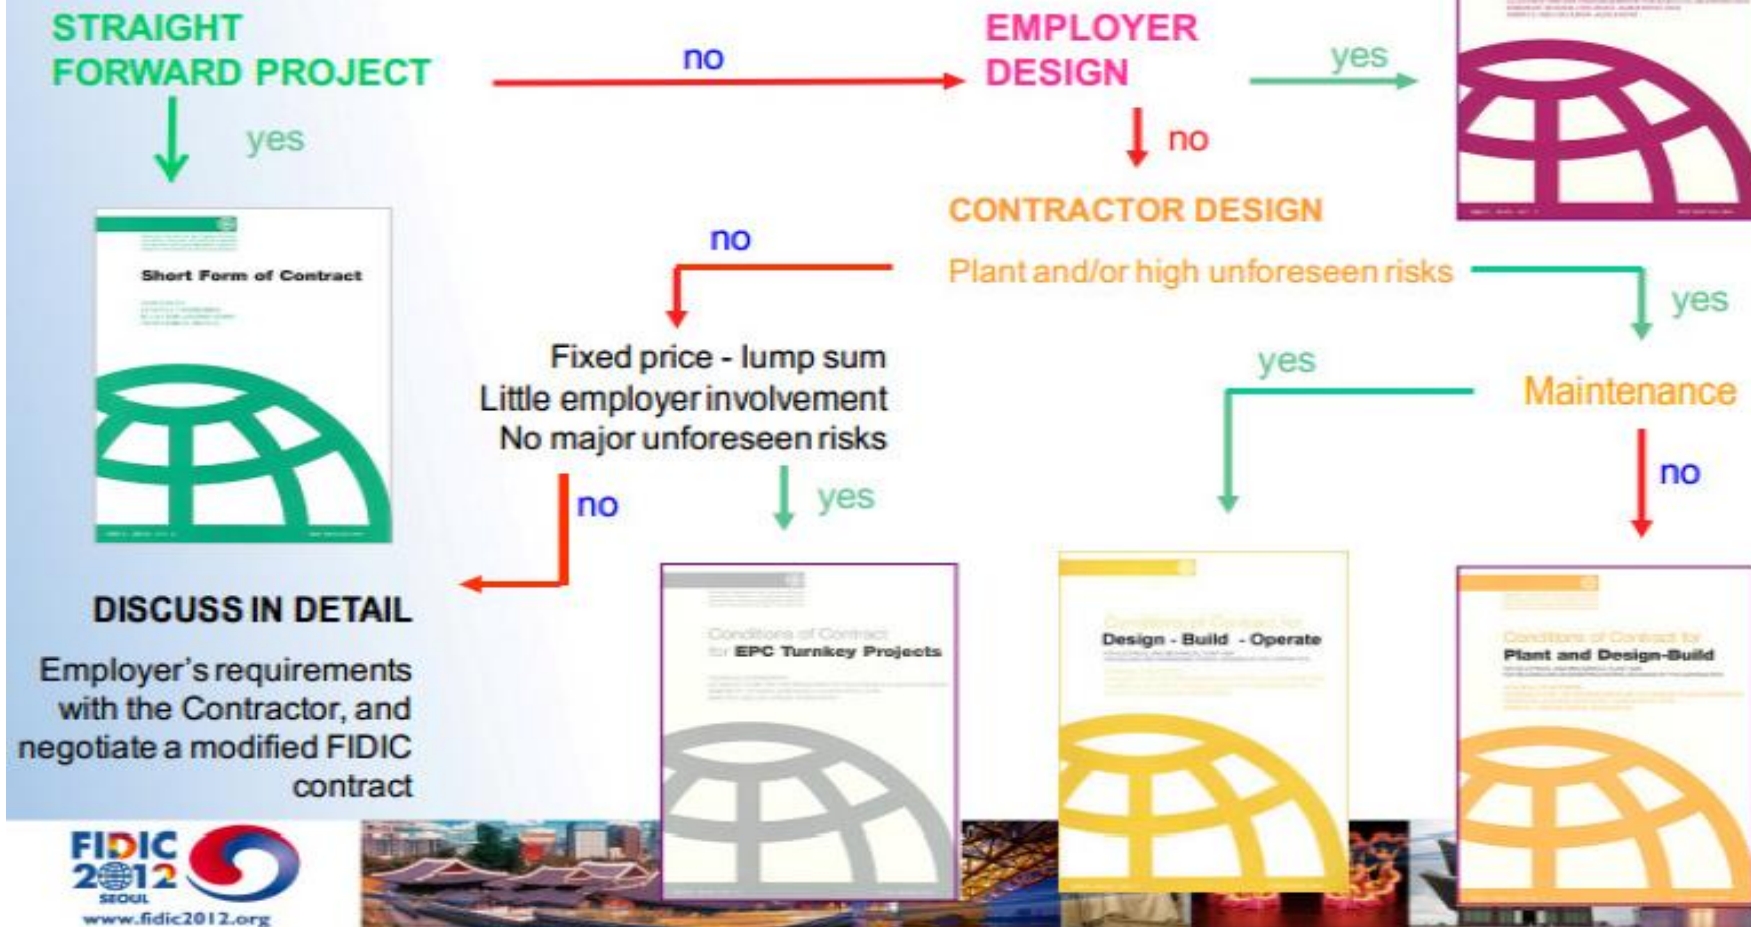 STRAIGHT
FORWARD PROJECT
no
EMPLOYER
DESIGN
yes
yes
no
CONTRACTOR DESIGN
Plant and/or high unforeseen risks
no
yes
Short Form of Contract
Fixed price - lump sum
Little employer involvement
No major unforeseen risks
yes
Maintenance
no
yes
no
DISCUSS IN DETAIL
Employer's requirements
with the Contractor, and
negotiate a modified FIDIC
contract
Conditions of Contract
for EPC Turnkey Projects
Conditions of Contract for
Design - Build - Operate
Conditions of Contract for
Plant and Design-Build
FIDIC
2012
SEOUL
www.fidic2012.org